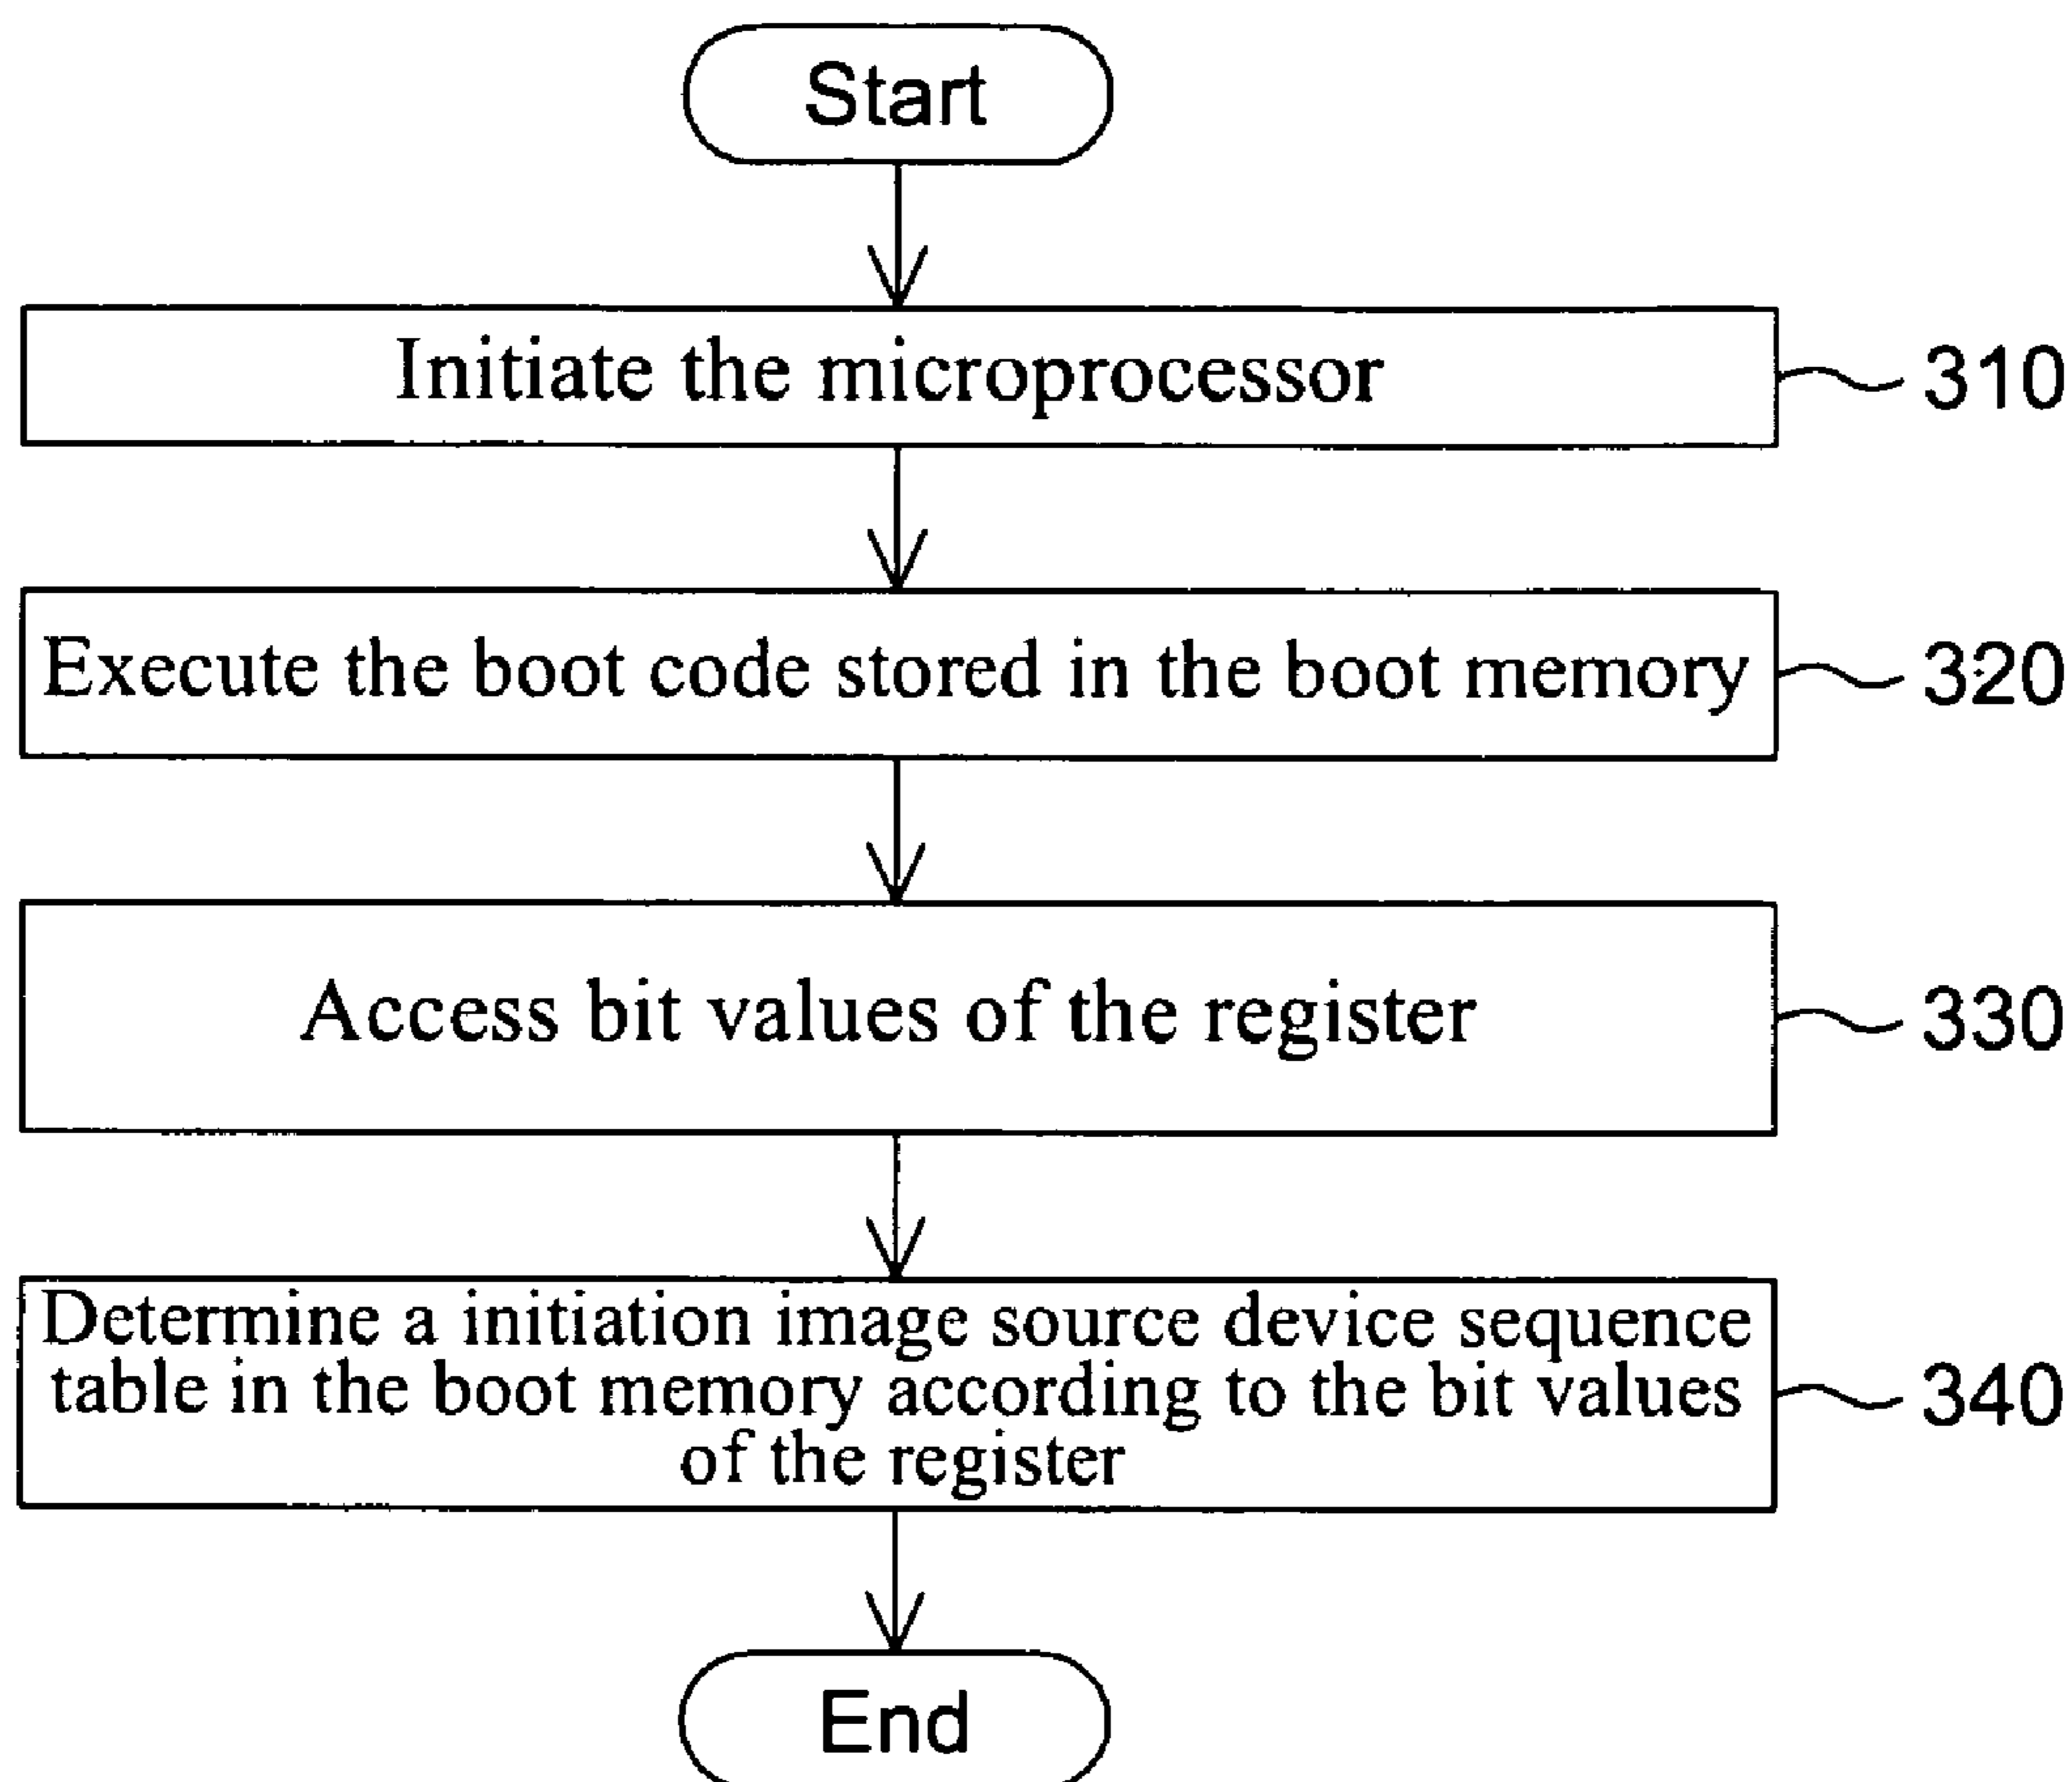 Start
Initiate the microprocessor
310
Execute the boot code stored in the boot memory
320
Access bit values of the register
330
Determine a initiation image source device sequence
table in the boot memory according to the bit values
of the register
340
End